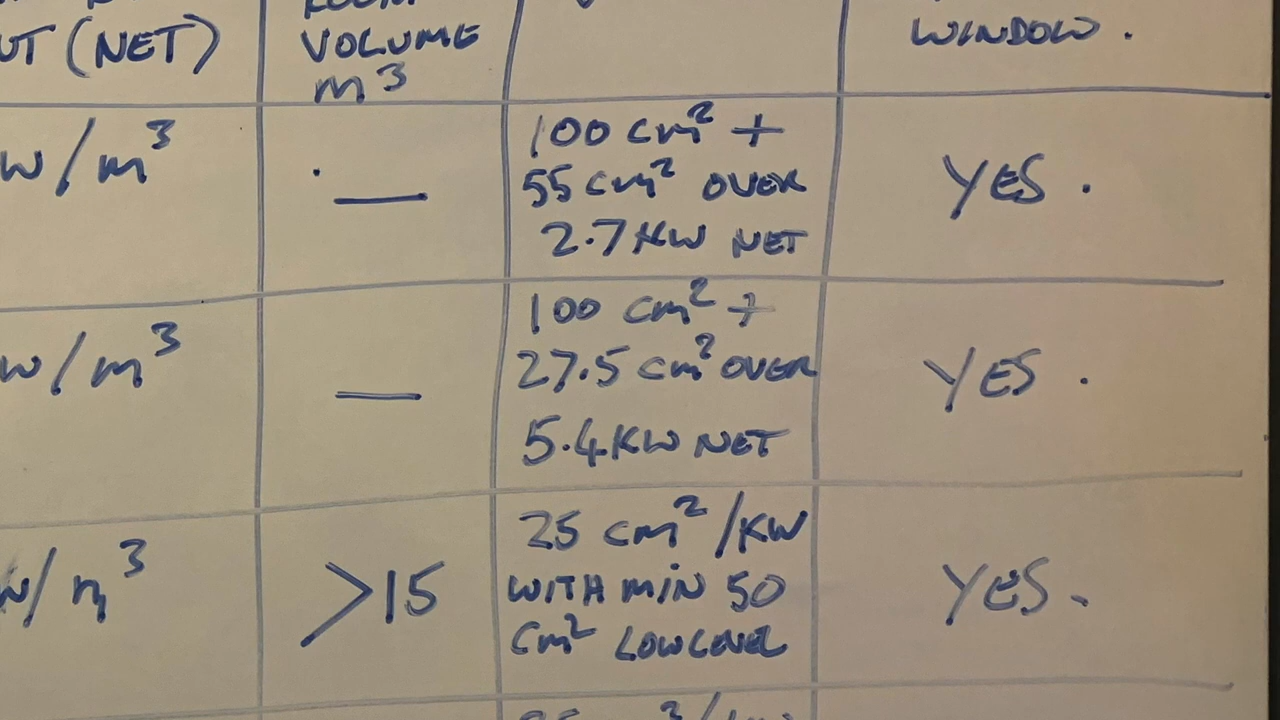 UT (NET)
VOLUME
m³
WINDOW.
W/m³
—
100 cm² +
55 cm² OVER
2.7 KW NET
YES.
W/m³
—
100 cm² +
27.5 cm² OVER
5.4 KW NET
YES.
W/m³
>15
25 cm² /KW
WITH MIN 50
cm² LOW LEVEL
YES.